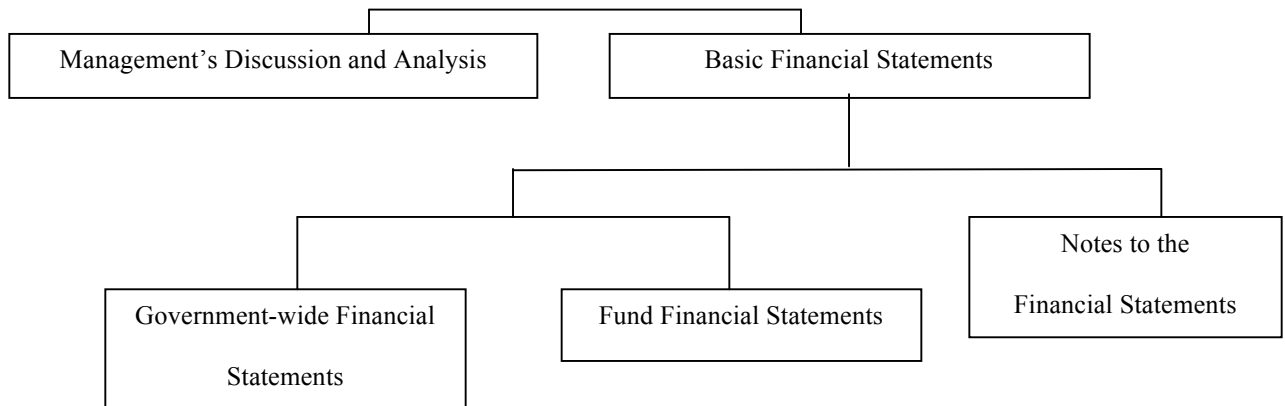 Management’s Discussion and Analysis
Basic Financial Statements
Notes to the
Financial Statements
Government-wide Financial
Statements
Fund Financial Statements